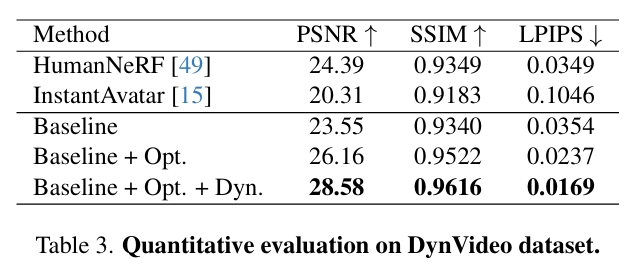 Method PSNR ↑ SSIM ↑ LPIPS ↓
HumanNeRF [49] 24.39 0.9349 0.0349
InstantAvatar [15] 20.31 0.9183 0.1046
Baseline 23.55 0.9340 0.0354
Baseline + Opt. 26.16 0.9522 0.0237
Baseline + Opt. + Dyn. 28.58 0.9616 0.0169
Table 3. Quantitative evaluation on DynVideo dataset.